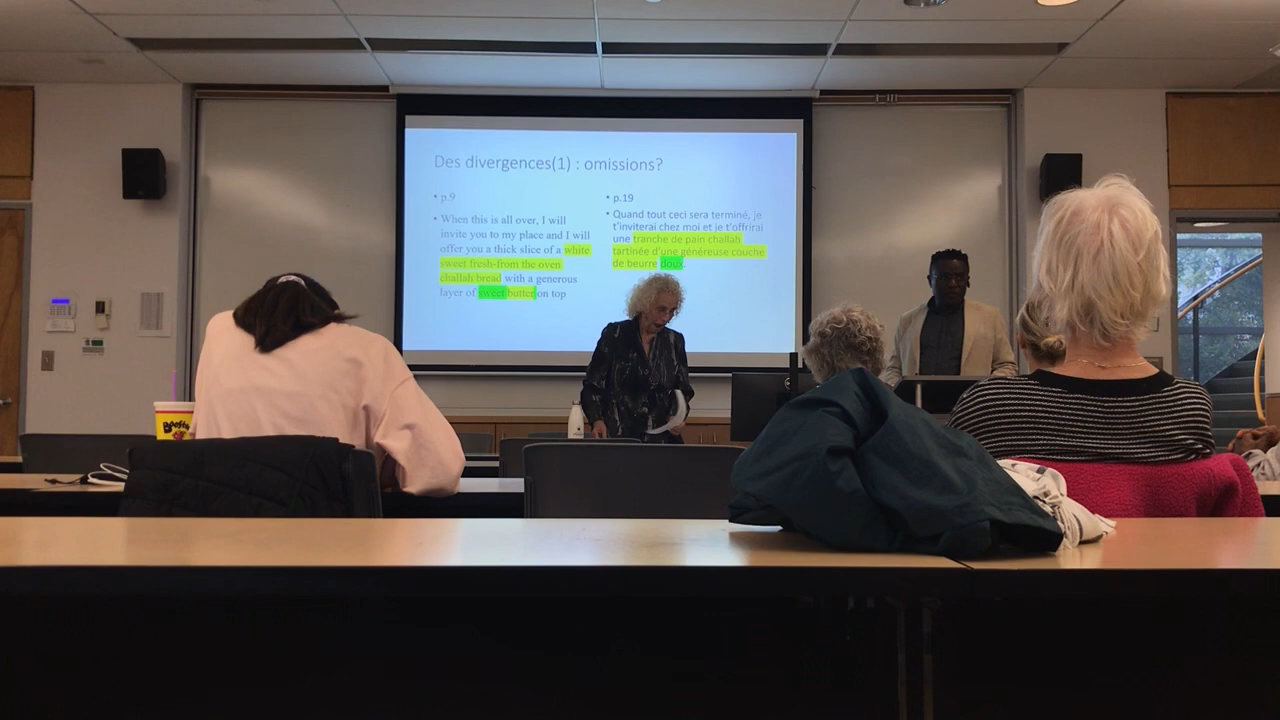 Des divergences(1) : omissions?
• p.9
• When this is all over, I will
invite you to my place and I will
offer you a thick slice of a white
sweet fresh-from the oven
challah bread with a generous
layer of sweet butter on top
• p.19
• Quand tout ceci sera terminé, je
t'inviterai chez moi et je t'offrirai
une tranche de pain challah
tartinée d'une généreuse couche
de beurre doux.
Booster